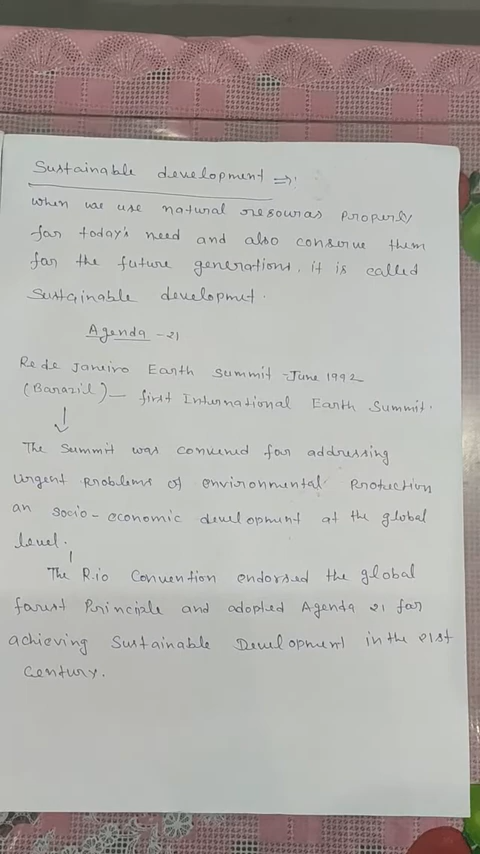 Sustainable development ⇒:
when we use natural resouras Properly
for today's need and also conserve them
for the future generations. it is called
Sustainable developmet.
Agenda - 21
Re de Janeiro Earth summit - June 1992
(Barazil) — first International Earth Summit.
The Summit was convened for addressing
Urgent Problems of environmental Protection
an socio - economic development at the global
level.
The R.io Convention endorsed the global
forest Principle and adopted Agenda 21 for
achieving Sustainable Development in the 21st
Century.